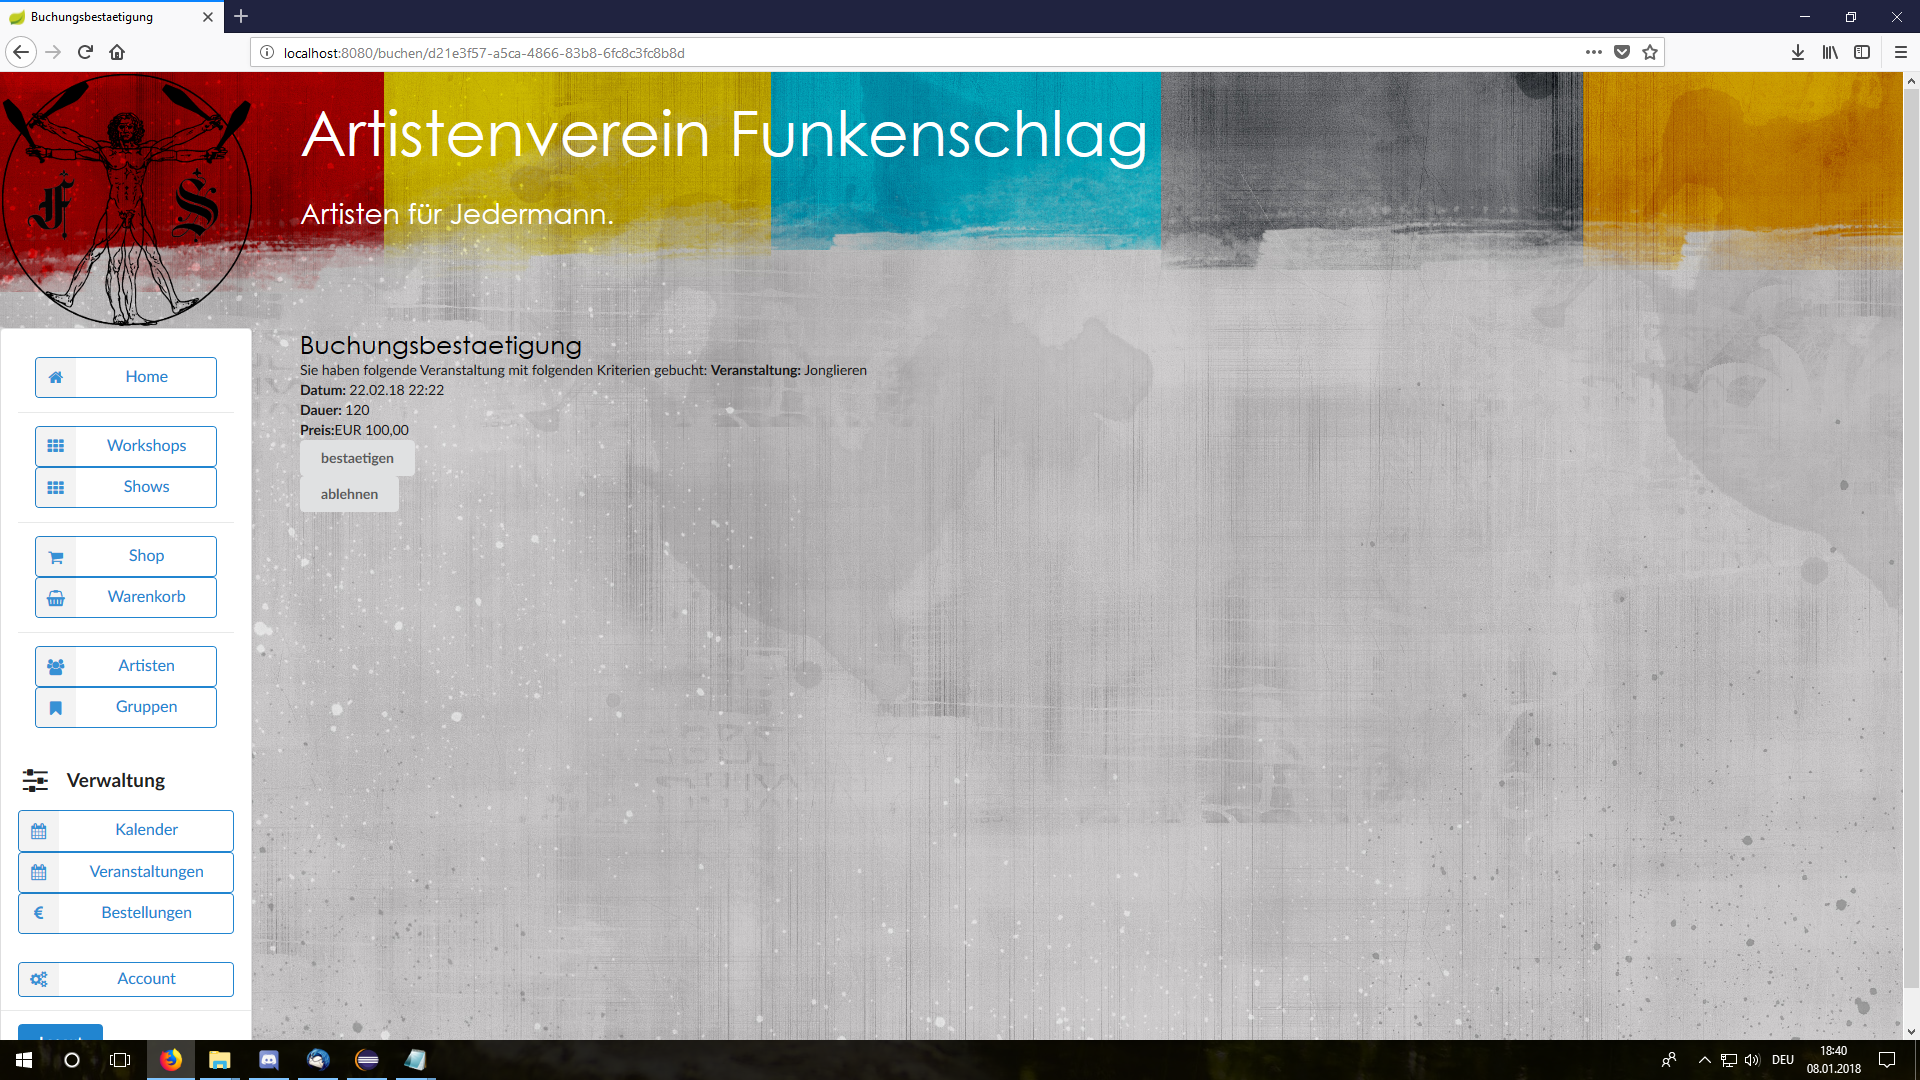 Buchungsbestaetigung
localhost:8080/buchen/d21e3f57-a5ca-4866-83b8-6fc8c3fc8b8d
Artistenverein Funkenschlag
Artisten für Jedermann.
f S
Buchungsbestaetigung
Sie haben folgende Veranstaltung mit folgenden Kriterien gebucht: Veranstaltung: Jonglieren
Datum: 22.02.18 22:22
Dauer: 120
Preis:EUR 100,00
bestaetigen
ablehnen
Home
Workshops
Shows
Shop
Warenkorb
Artisten
Gruppen
Verwaltung
Kalender
Veranstaltungen
Bestellungen
Account
DEU
18:40
08.01.2018